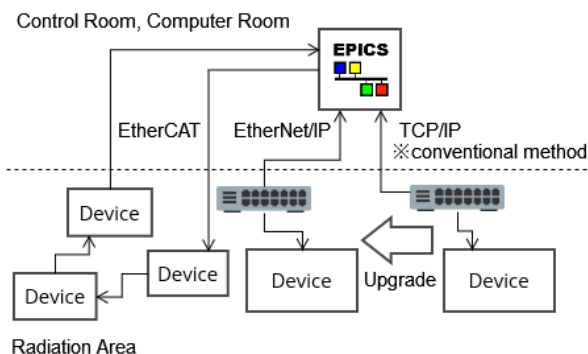 Control Room, Computer Room
EPICS
EtherCAT
EtherNet/IP
TCP/IP
※conventional method
Device
Device
Device
Device
Upgrade
Device
Radiation Area